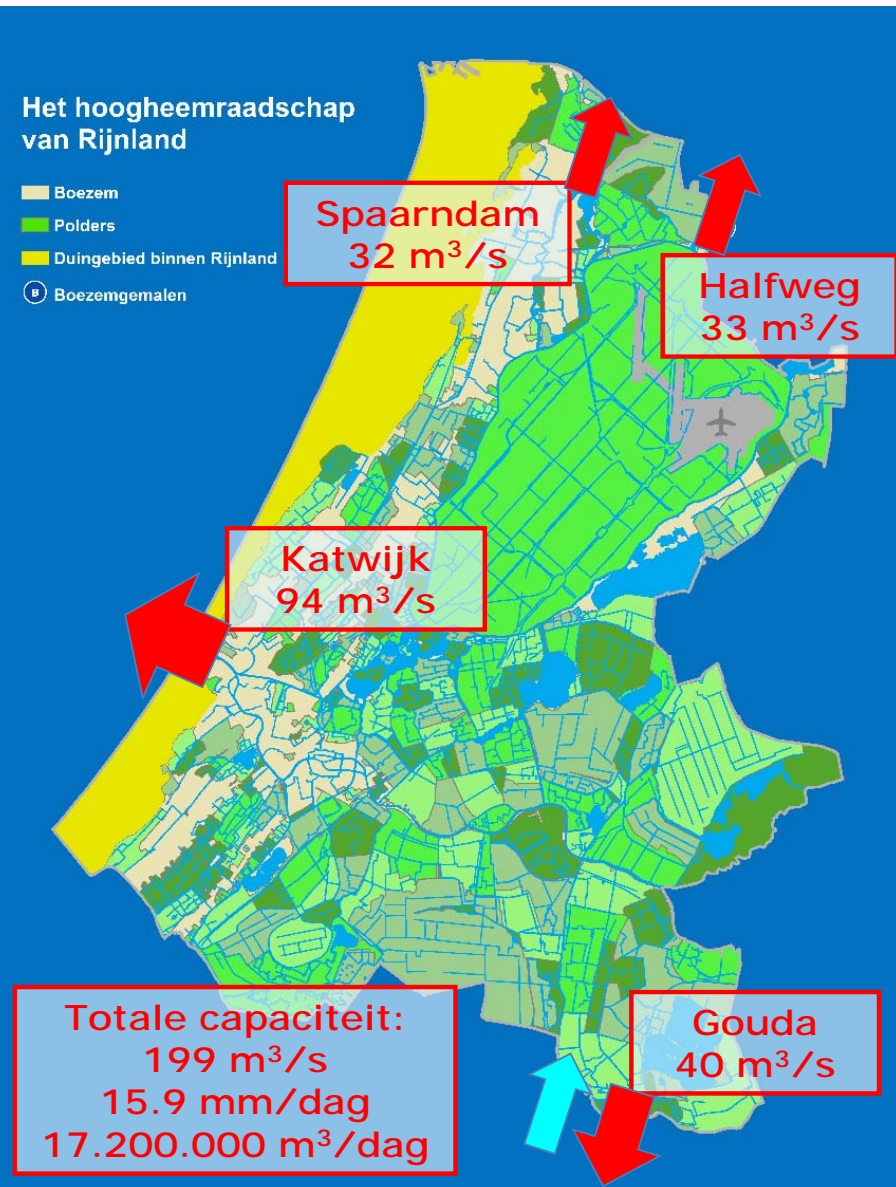 Het hoogheemraadschap
van Rijnland
Boezem
Polders
Duingebied binnen Rijnland
B Boezemgemalen
Spaarndam
32 m³/s
Halfweg
33 m³/s
Katwijk
94 m³/s
Totale capaciteit:
199 m³/s
15.9 mm/dag
17.200.000 m³/dag
Gouda
40 m³/s